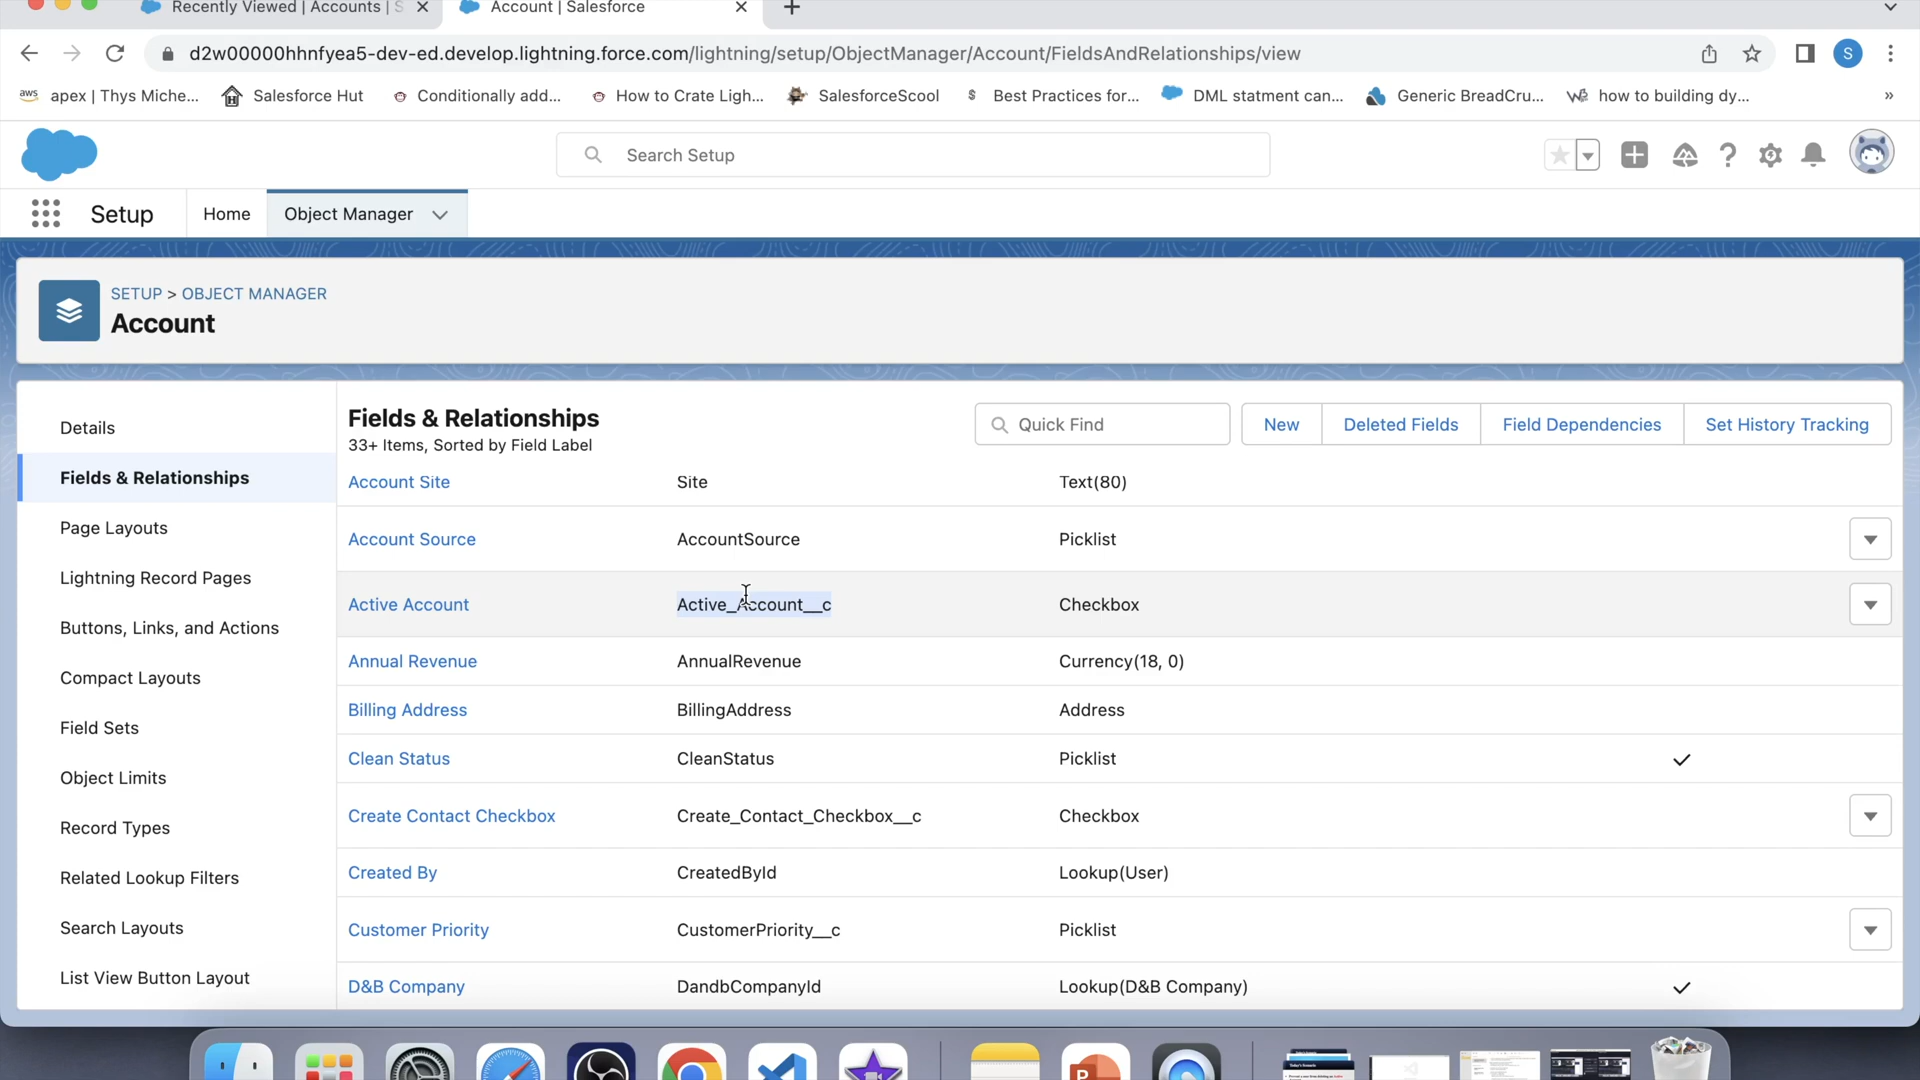 Recently Viewed | Accounts | S
Account | Salesforce
d2w00000hhnfyea5-dev-ed.develop.lightning.force.com/lightning/setup/ObjectManager/Account/FieldsAndRelationships/view
S
aws apex | Thys Miche...
Salesforce Hut
Conditionally add...
How to Crate Ligh...
SalesforceScool
Best Practices for...
DML statment can...
Generic BreadCru...
how to building dy...
Search Setup
Setup
Home
Object Manager
SETUP > OBJECT MANAGER
Account
Details
Fields & Relationships
Page Layouts
Lightning Record Pages
Buttons, Links, and Actions
Compact Layouts
Field Sets
Object Limits
Record Types
Related Lookup Filters
Search Layouts
List View Button Layout
Fields & Relationships
33+ Items, Sorted by Field Label
Quick Find
New
Deleted Fields
Field Dependencies
Set History Tracking
Account Site Site Text(80)
Account Source AccountSource Picklist
Active Account Active_Account__c Checkbox
Annual Revenue AnnualRevenue Currency(18, 0)
Billing Address BillingAddress Address
Clean Status CleanStatus Picklist
Create Contact Checkbox Create_Contact_Checkbox__c Checkbox
Created By CreatedById Lookup(User)
Customer Priority CustomerPriority__c Picklist
D&B Company DandbCompanyId Lookup(D&B Company)